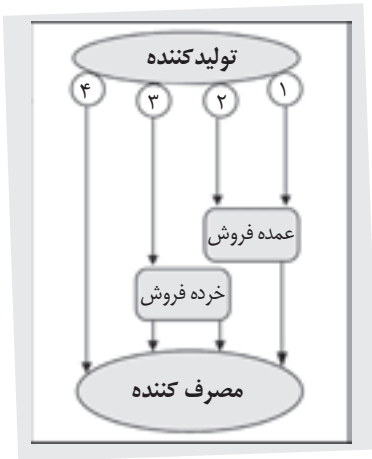 تولیدکننده
۱ ۲ ۳ ۴
عمده فروش
خرده فروش
مصرف کننده